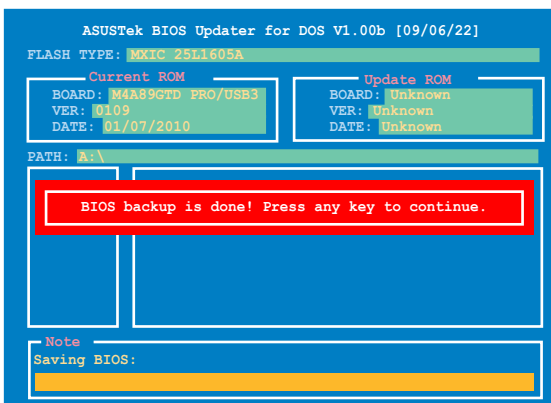 ASUSTek BIOS Updater for DOS V1.00b [09/06/22]
FLASH TYPE: MXIC 25L1605A
Current ROM
BOARD: M4A89GTD PRO/USB3
VER: 0109
DATE: 01/07/2010
Update ROM
BOARD: Unknown
VER: Unknown
DATE: Unknown
PATH: A:\
BIOS backup is done! Press any key to continue.
Note
Saving BIOS: